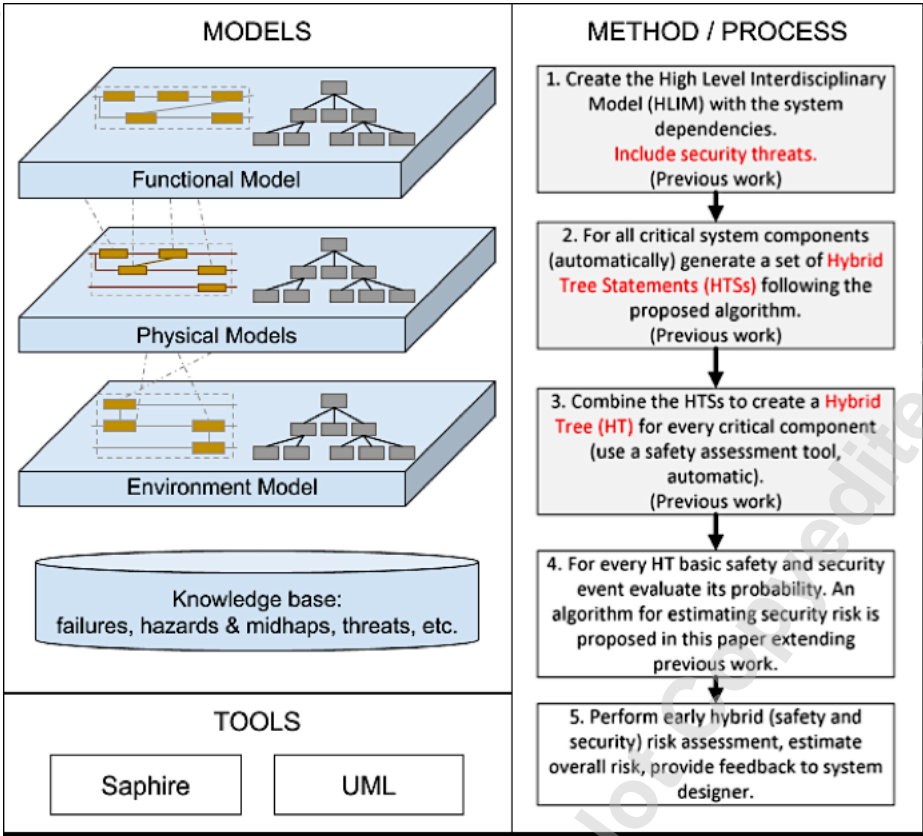 MODELS
Functional Model
Physical Models
Environment Model
Knowledge base:
failures, hazards & midhaps, threats, etc.
TOOLS
Saphire
UML
METHOD / PROCESS
1. Create the High Level Interdisciplinary
Model (HLIM) with the system
dependencies.
Include security threats.
(Previous work)
2. For all critical system components
(automatically) generate a set of Hybrid
Tree Statements (HTSs) following the
proposed algorithm.
(Previous work)
3. Combine the HTSs to create a Hybrid
Tree (HT) for every critical component
(use a safety assessment tool,
automatic).
(Previous work)
4. For every HT basic safety and security
event evaluate its probability. An
algorithm for estimating security risk is
proposed in this paper extending
previous work.
5. Perform early hybrid (safety and
security) risk assessment, estimate
overall risk, provide feedback to system
designer.
ot Copyedite